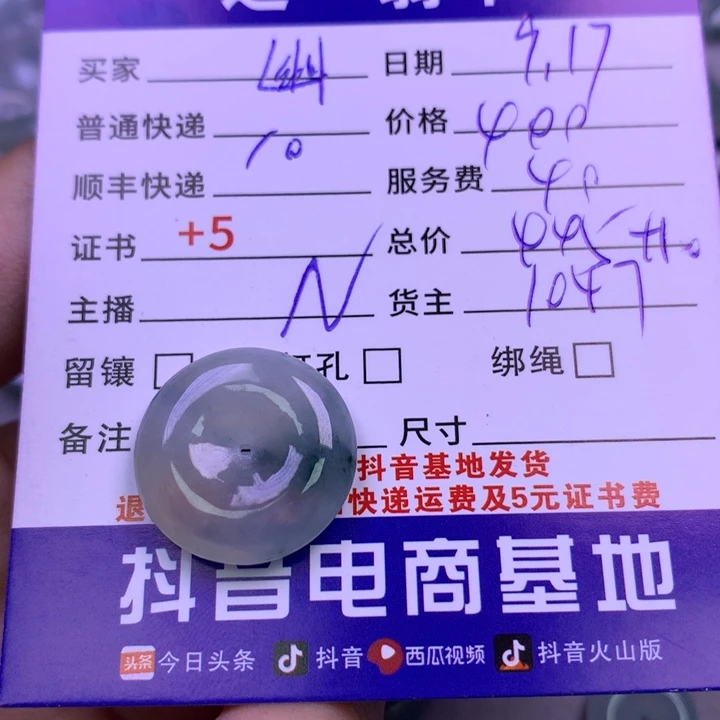 买家 日期 9.17
普通快递 10 价格 400
顺丰快递 服务费 40
证书 +5 总价 445
主播 N 货主 1047
留镶 孔 绑绳
备注 尺寸
抖音基地发货
退 快递运费及5元证书费
抖音电商基地
头条 今日头条 抖音 西瓜视频 抖音火山版